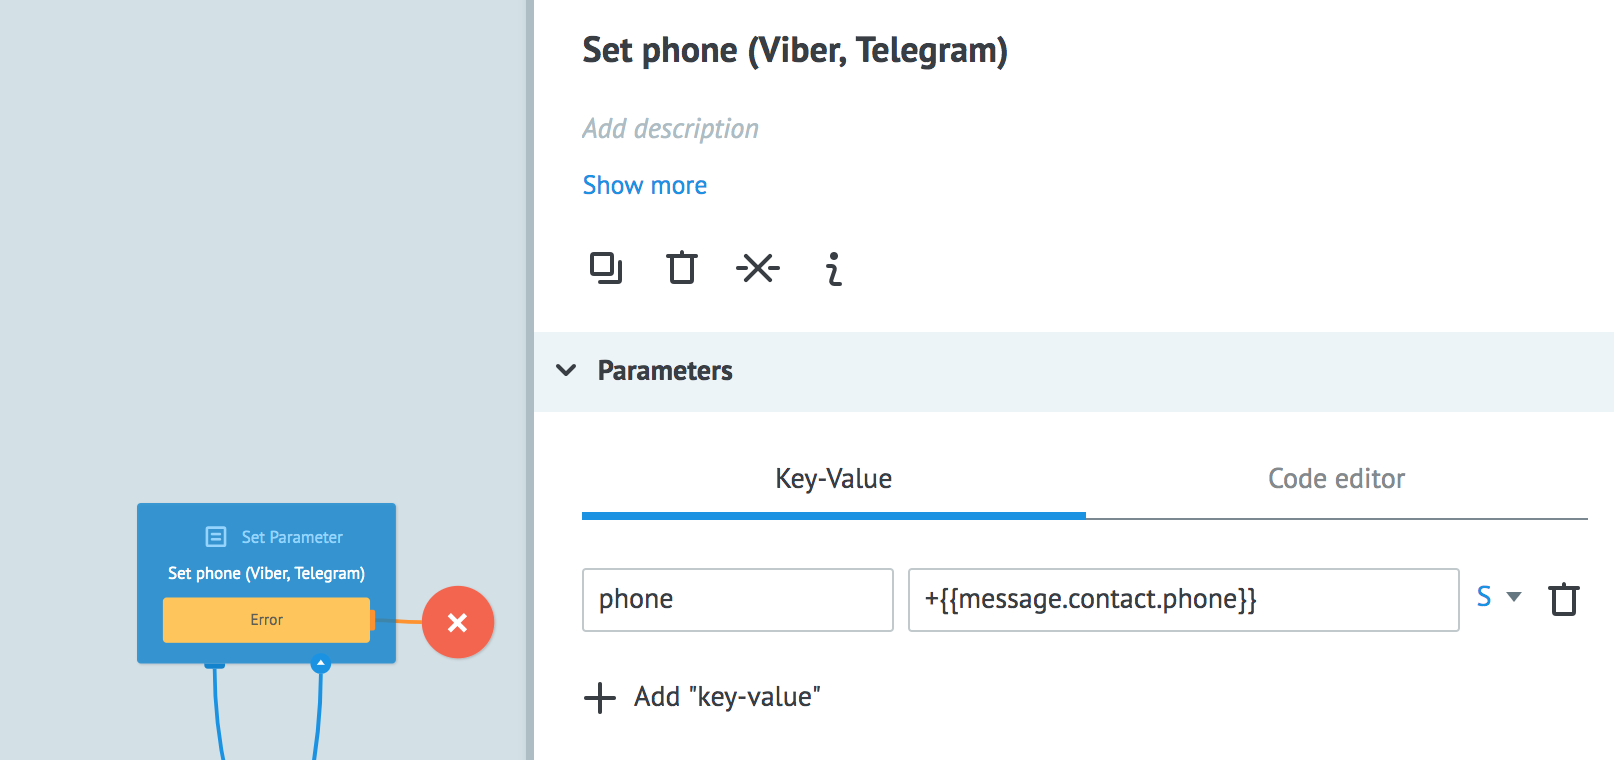 Set phone (Viber, Telegram)
Add description
Show more
Parameters
Key-Value
Code editor
phone
+{{message.contact.phone}}
S
Add "key-value"
Set Parameter
Set phone (Viber, Telegram)
Error